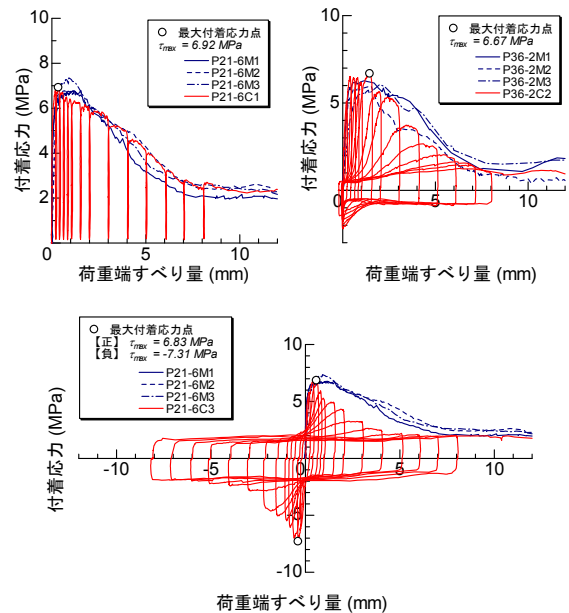 最大付着応力点
τmax = 6.92 MPa
P21-6M1
P21-6M2
P21-6M3
P21-6C1
10
8
6
4
2
0
5
10
付着応力 (MPa)
荷重端すべり量 (mm)
最大付着応力点
τmax = 6.67 MPa
P36-2M1
P36-2M2
P36-2M3
P36-2C2
10
8
6
4
2
0
5
10
付着応力 (MPa)
荷重端すべり量 (mm)
最大付着応力点
【正】 τmax = 6.83 MPa
【負】 τmax = -7.31 MPa
P21-6M1
P21-6M2
P21-6M3
P21-6C3
10
5
-10
-5
0
5
10
-5
-10
付着応力 (MPa)
荷重端すべり量 (mm)